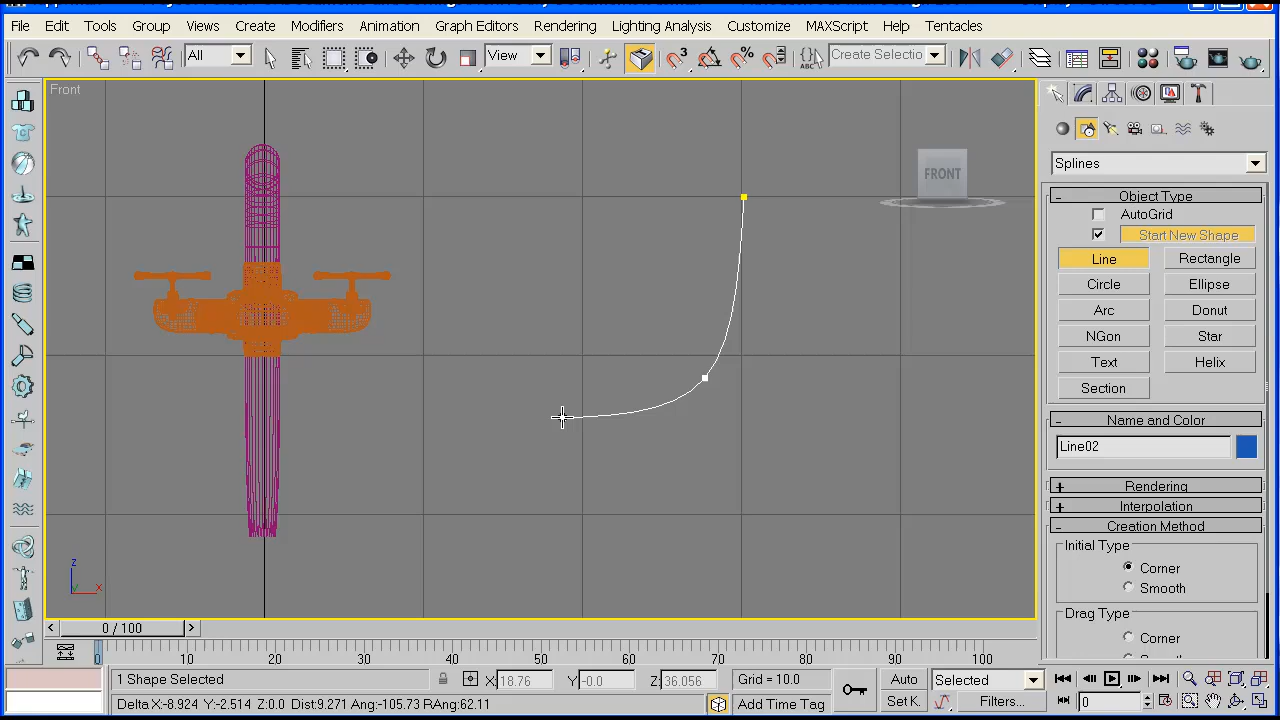 File Edit Tools Group Views Create Modifiers Animation Graph Editors Rendering Lighting Analysis Customize MAXScript Help Tentacles
All View 3 Create Selectio
Front
FRONT
Splines
- Object Type
AutoGrid
Start New Shape
Line Rectangle
Circle Ellipse
Arc Donut
NGon Star
Text Helix
Section
- Name and Color
Line02
+ Rendering
+ Interpolation
- Creation Method
Initial Type
Corner
Smooth
Drag Type
Corner
z
x
< 0 / 100 >
0 10 20 30 40 50 60 70 80 90 100
1 Shape Selected X: 18.76 Y: -0.0 Z: 36.056 Grid = 10.0 Auto Selected
Delta:X:-8.924, Y:-2.514 Z:0.0 Dist:9.271 Ang:-105.73 Rorig:62.11 Add Time Tag Set K. Filters... 0